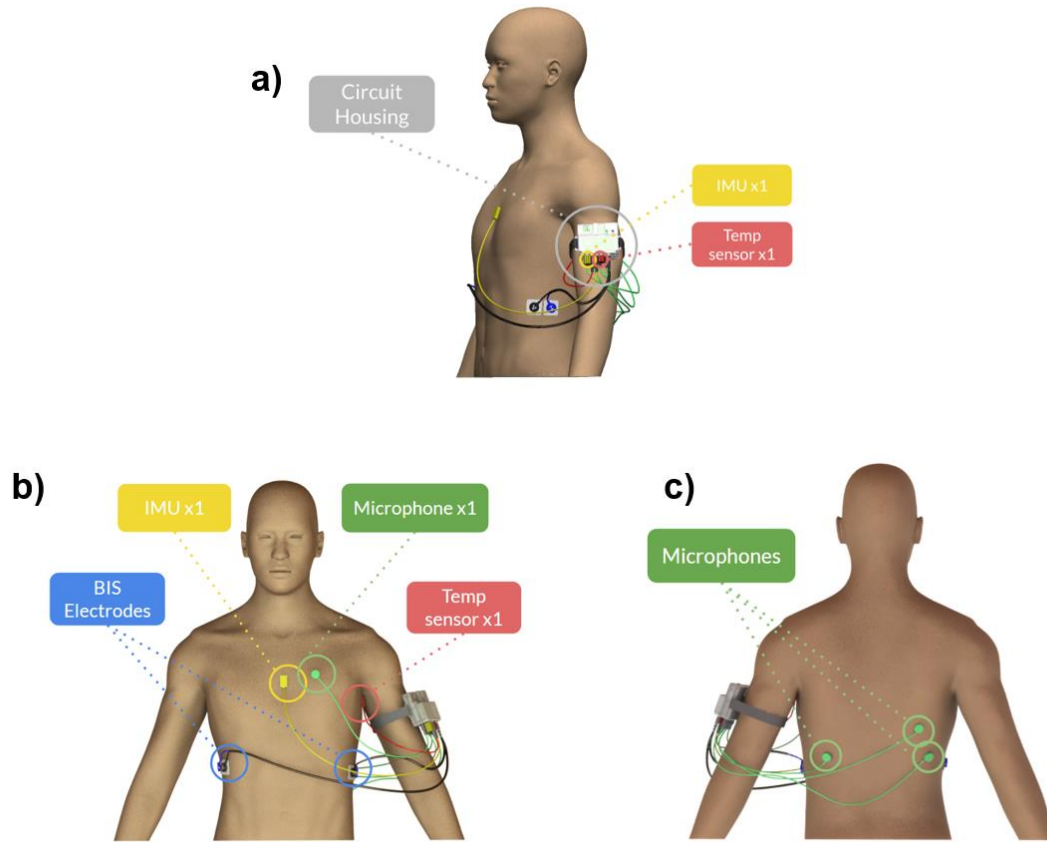 a)
Circuit
Housing
IMU x1
Temp
sensor x1
b)
IMU x1
Microphone x1
BIS
Electrodes
Temp
sensor x1
c)
Microphones